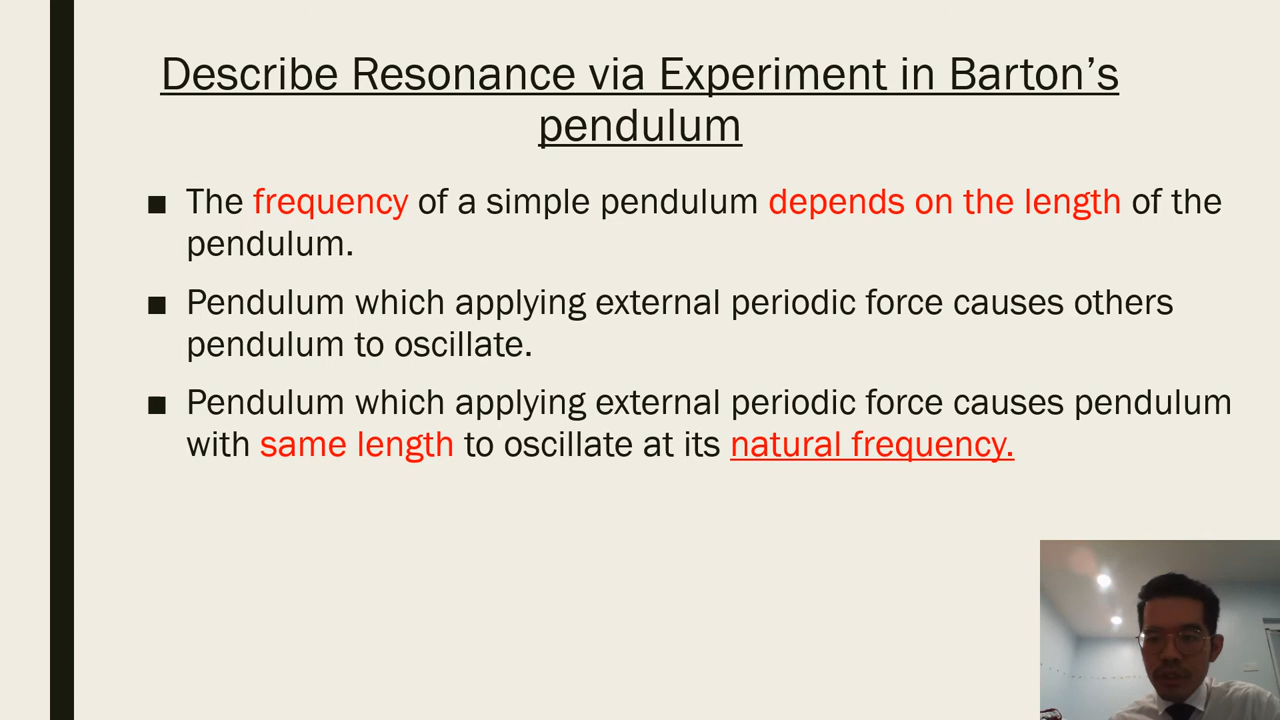 Describe Resonance via Experiment in Barton’s
pendulum
■ The frequency of a simple pendulum depends on the length of the
pendulum.
■ Pendulum which applying external periodic force causes others
pendulum to oscillate.
■ Pendulum which applying external periodic force causes pendulum
with same length to oscillate at its natural frequency.